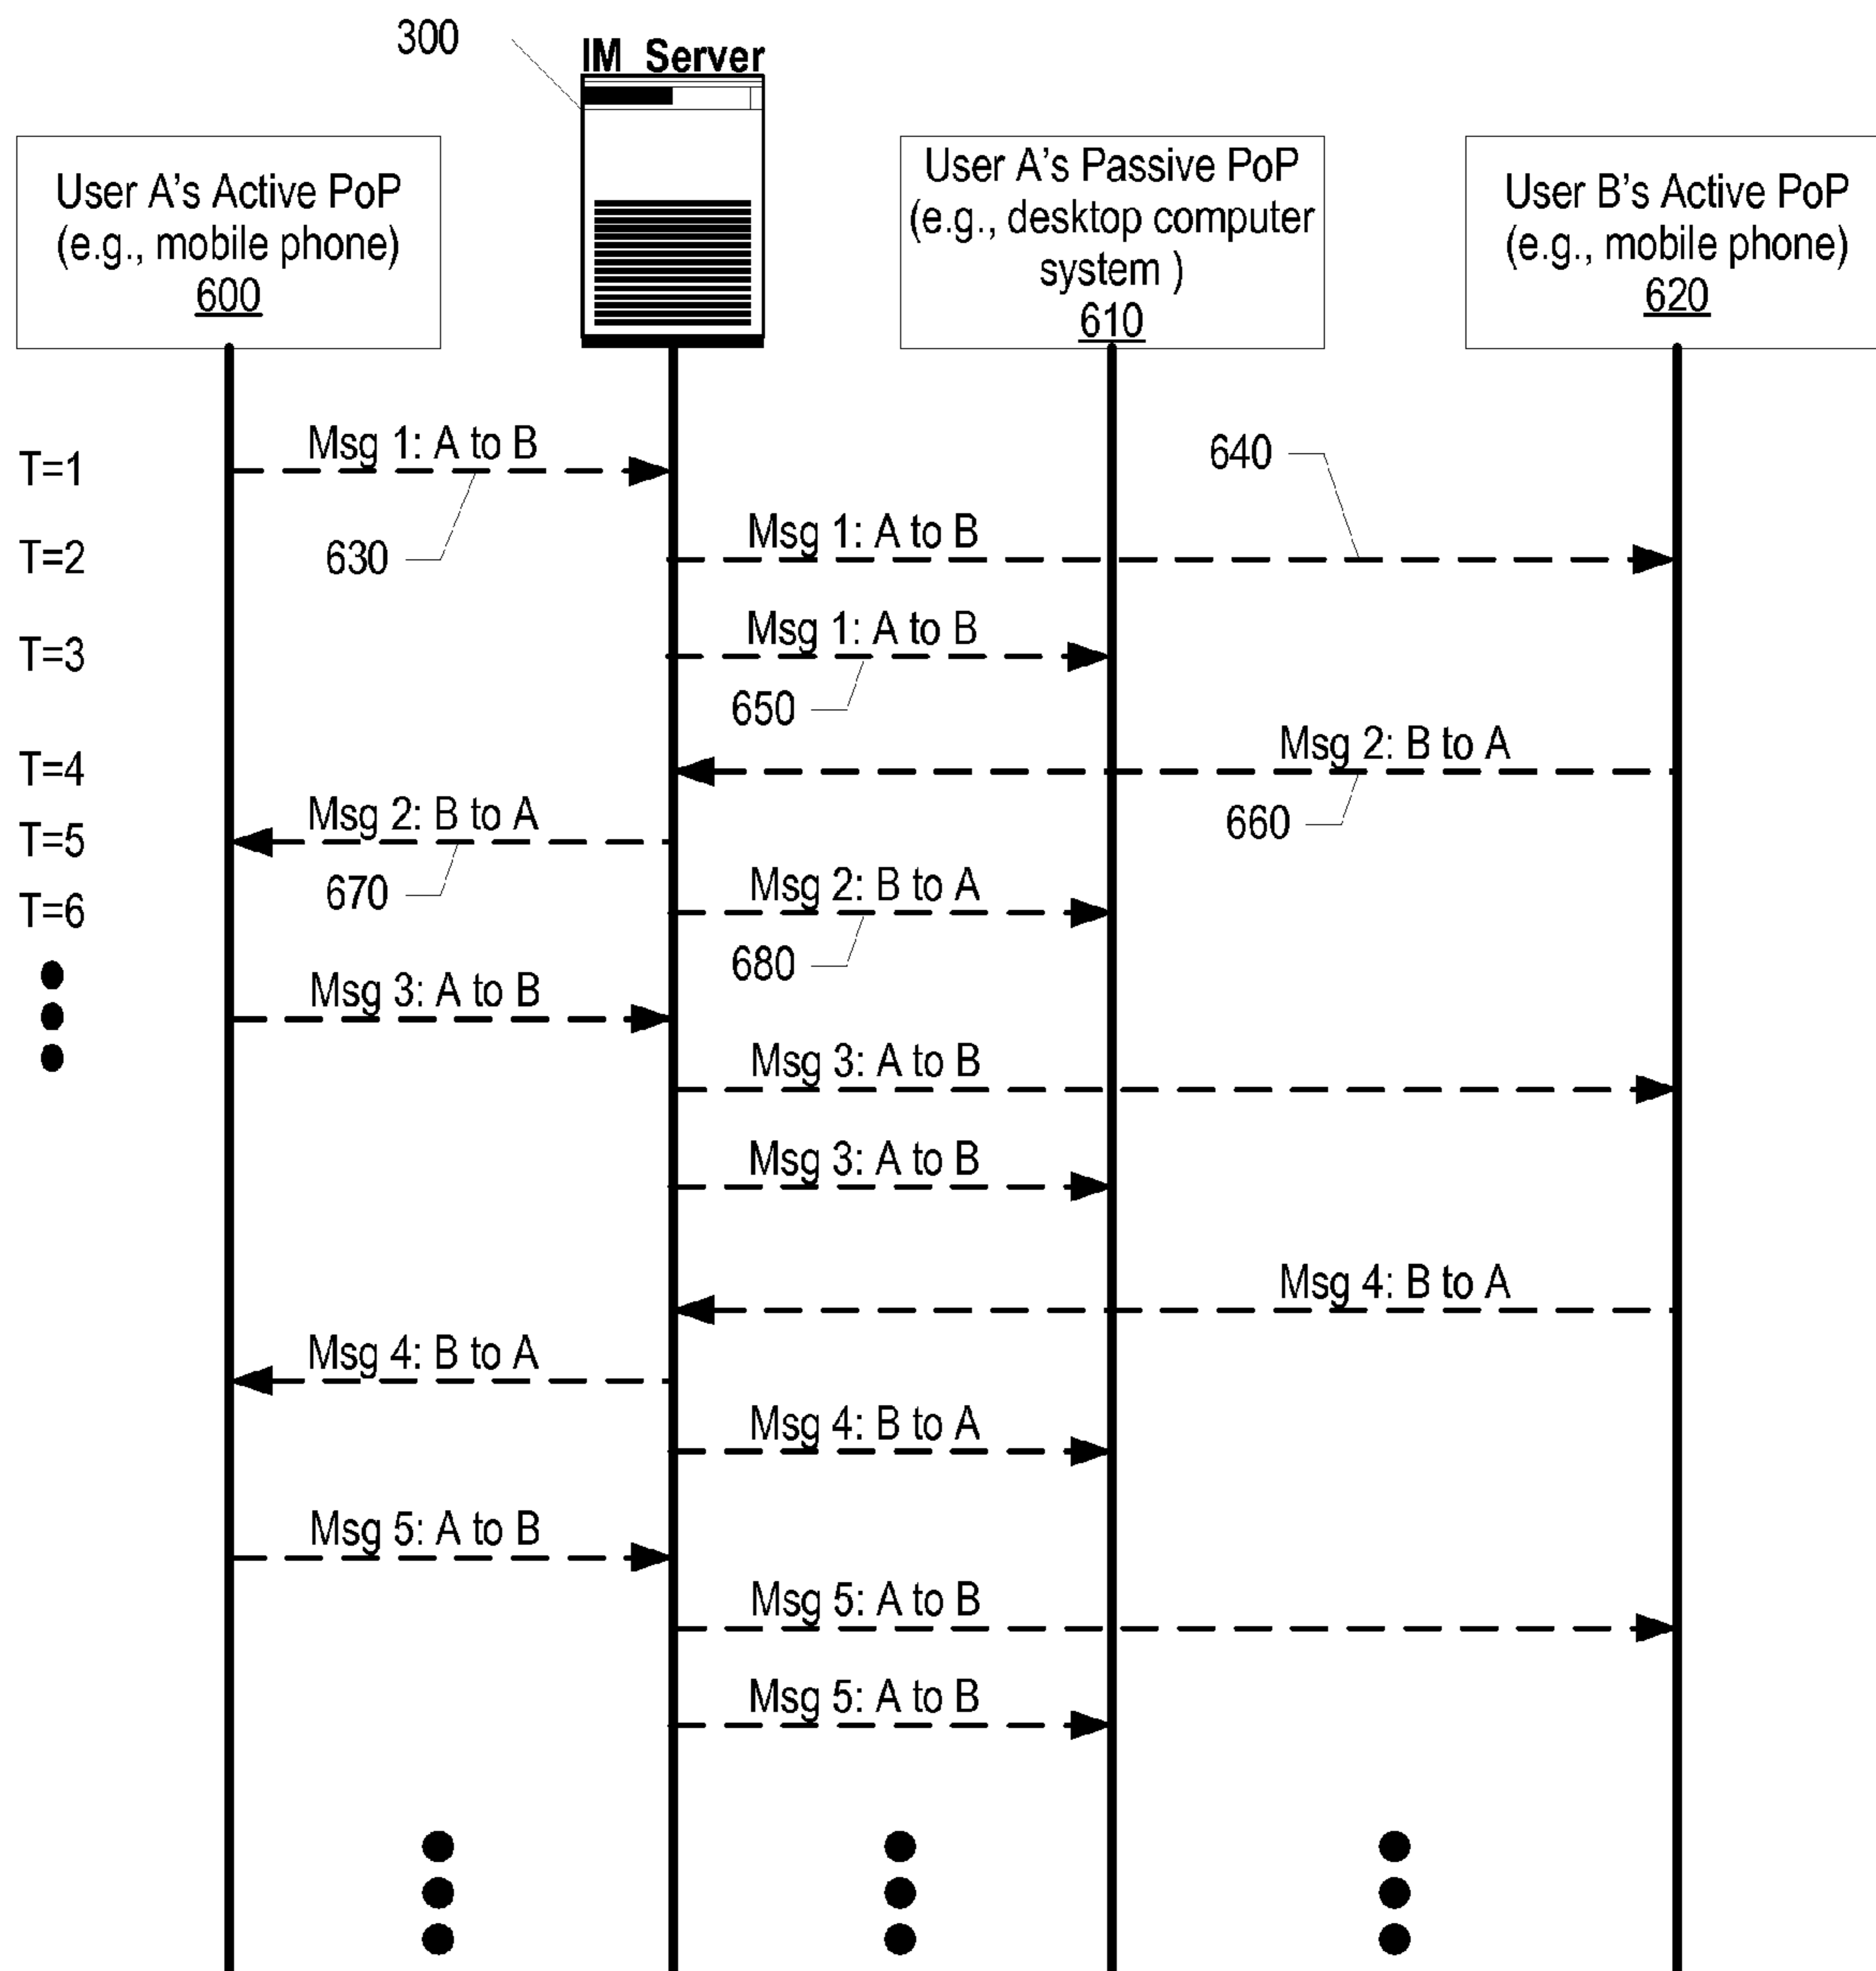 300
IM Server
User A's Active PoP
(e.g., mobile phone)
600
User A's Passive PoP
(e.g., desktop computer
system )
610
User B's Active PoP
(e.g., mobile phone)
620
T=1
Msg 1: A to B
630
640
T=2
Msg 1: A to B
T=3
Msg 1: A to B
650
T=4
Msg 2: B to A
660
T=5
Msg 2: B to A
670
T=6
Msg 2: B to A
680
Msg 3: A to B
Msg 3: A to B
Msg 3: A to B
Msg 4: B to A
Msg 4: B to A
Msg 4: B to A
Msg 5: A to B
Msg 5: A to B
Msg 5: A to B